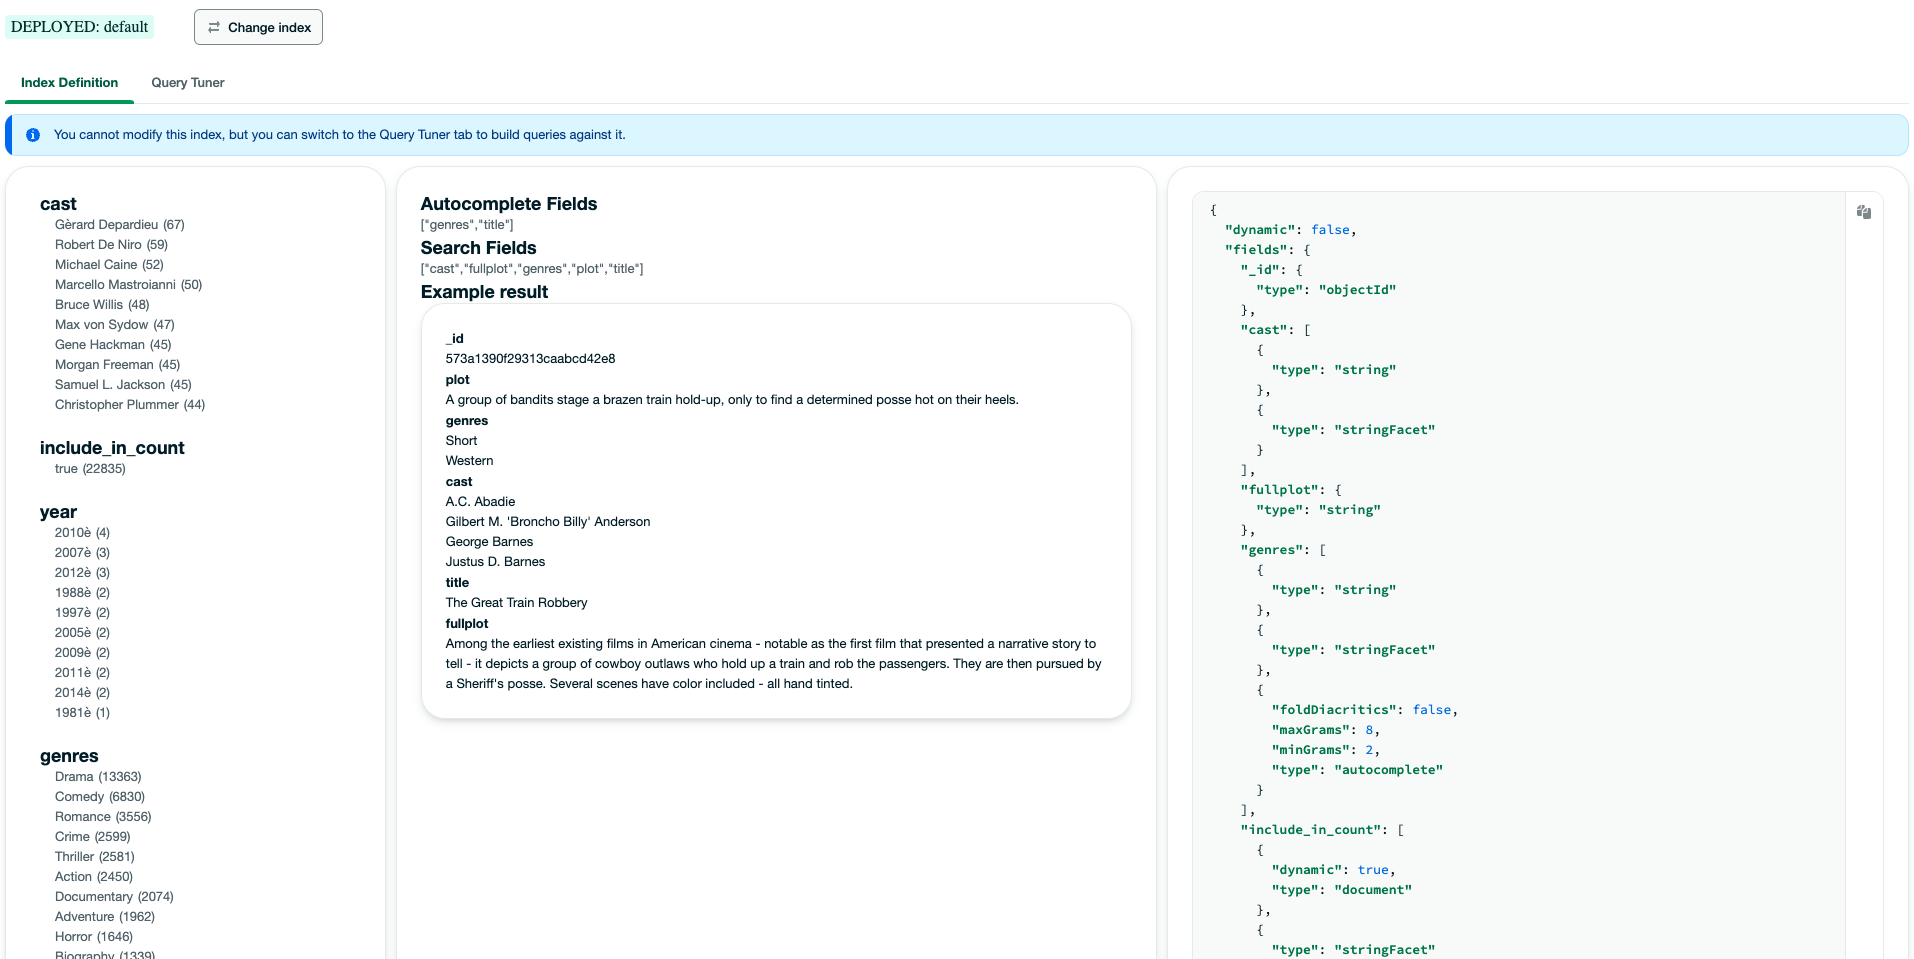 DEPLOYED: default
Change index
Index Definition
Query Tuner
You cannot modify this index, but you can switch to the Query Tuner tab to build queries against it.
cast
Gèrard Depardieu (67)
Robert De Niro (59)
Michael Caine (52)
Marcello Mastroianni (50)
Bruce Willis (48)
Max von Sydow (47)
Gene Hackman (45)
Morgan Freeman (45)
Samuel L. Jackson (45)
Christopher Plummer (44)
include_in_count
true (22835)
year
2010è (4)
2007è (3)
2012è (3)
1988è (2)
1997è (2)
2005è (2)
2009è (2)
2011è (2)
2014è (2)
1981è (1)
genres
Drama (13363)
Comedy (6830)
Romance (3556)
Crime (2599)
Thriller (2581)
Action (2450)
Documentary (2074)
Adventure (1962)
Horror (1646)
Biography (1339)
Autocomplete Fields
["genres","title"]
Search Fields
["cast","fullplot","genres","plot","title"]
Example result
_id
573a1390f29313caabcd42e8
plot
A group of bandits stage a brazen train hold-up, only to find a determined posse hot on their heels.
genres
Short
Western
cast
A.C. Abadie
Gilbert M. 'Broncho Billy' Anderson
George Barnes
Justus D. Barnes
title
The Great Train Robbery
fullplot
Among the earliest existing films in American cinema - notable as the first film that presented a narrative story to
tell - it depicts a group of cowboy outlaws who hold up a train and rob the passengers. They are then pursued by
a Sheriff's posse. Several scenes have color included - all hand tinted.
{
"dynamic": false,
"fields": {
"_id": {
"type": "objectId"
},
"cast": [
{
"type": "string"
},
{
"type": "stringFacet"
}
],
"fullplot": {
"type": "string"
},
"genres": [
{
"type": "string"
},
{
"type": "stringFacet"
},
{
"foldDiacritics": false,
"maxGrams": 8,
"minGrams": 2,
"type": "autocomplete"
}
],
"include_in_count": [
{
"dynamic": true,
"type": "document"
},
{
"type": "stringFacet"